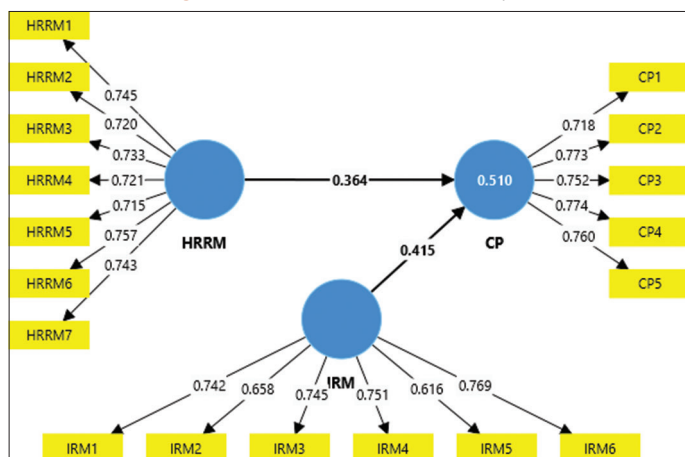 HRRM1
HRRM2
HRRM3
HRRM4
HRRM5
HRRM6
HRRM7
0.745
0.720
0.733
0.721
0.715
0.757
0.743
HRRM
0.364
0.415
0.510
CP
0.718
0.773
0.752
0.774
0.760
CP1
CP2
CP3
CP4
CP5
IRM
0.742
0.658
0.745
0.751
0.616
0.769
IRM1
IRM2
IRM3
IRM4
IRM5
IRM6